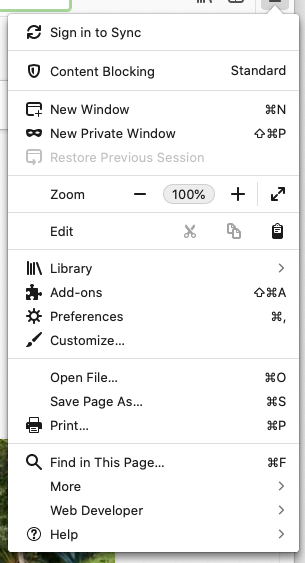 Sign in to Sync
Content Blocking Standard
New Window ⌘N
New Private Window ⇧⌘P
Restore Previous Session
Zoom 100%
Edit
Library
Add-ons ⇧⌘A
Preferences ⌘,
Customize...
Open File... ⌘O
Save Page As... ⌘S
Print... ⌘P
Find in This Page... ⌘F
More
Web Developer
Help